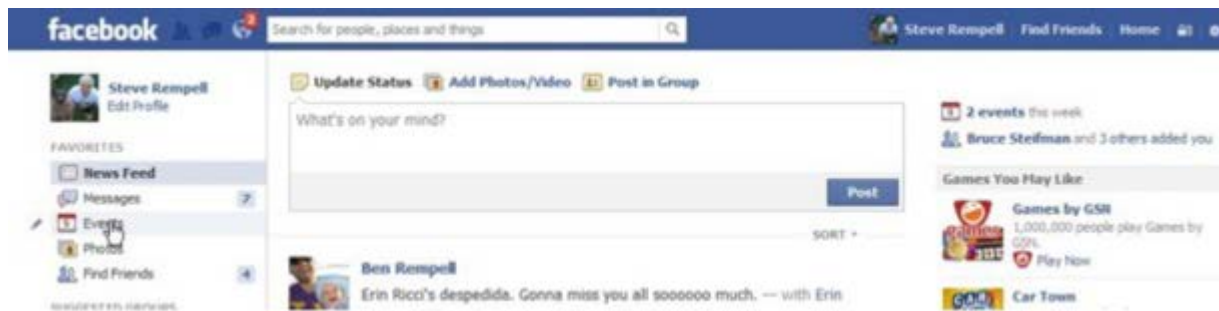 facebook
2
Search for people, places and things
Steve Rempell Find Friends Home
Steve Rempell
Edit Profile
FAVORITES
News Feed
Messages 7
Events
Photos
Find Friends 4
SUGGESTED GROUPS
Update Status Add Photos/Video Post in Group
What's on your mind?
Post
SORT
Ben Rempell
Erin Ricci's despedida. Gonna miss you all soooooo much. — with Erin
2 events this week
Bruce Steifman and 3 others added you
Games You May Like
Games by GSN
1,000,000 people play Games by
GSN.
Play Now
Car Town